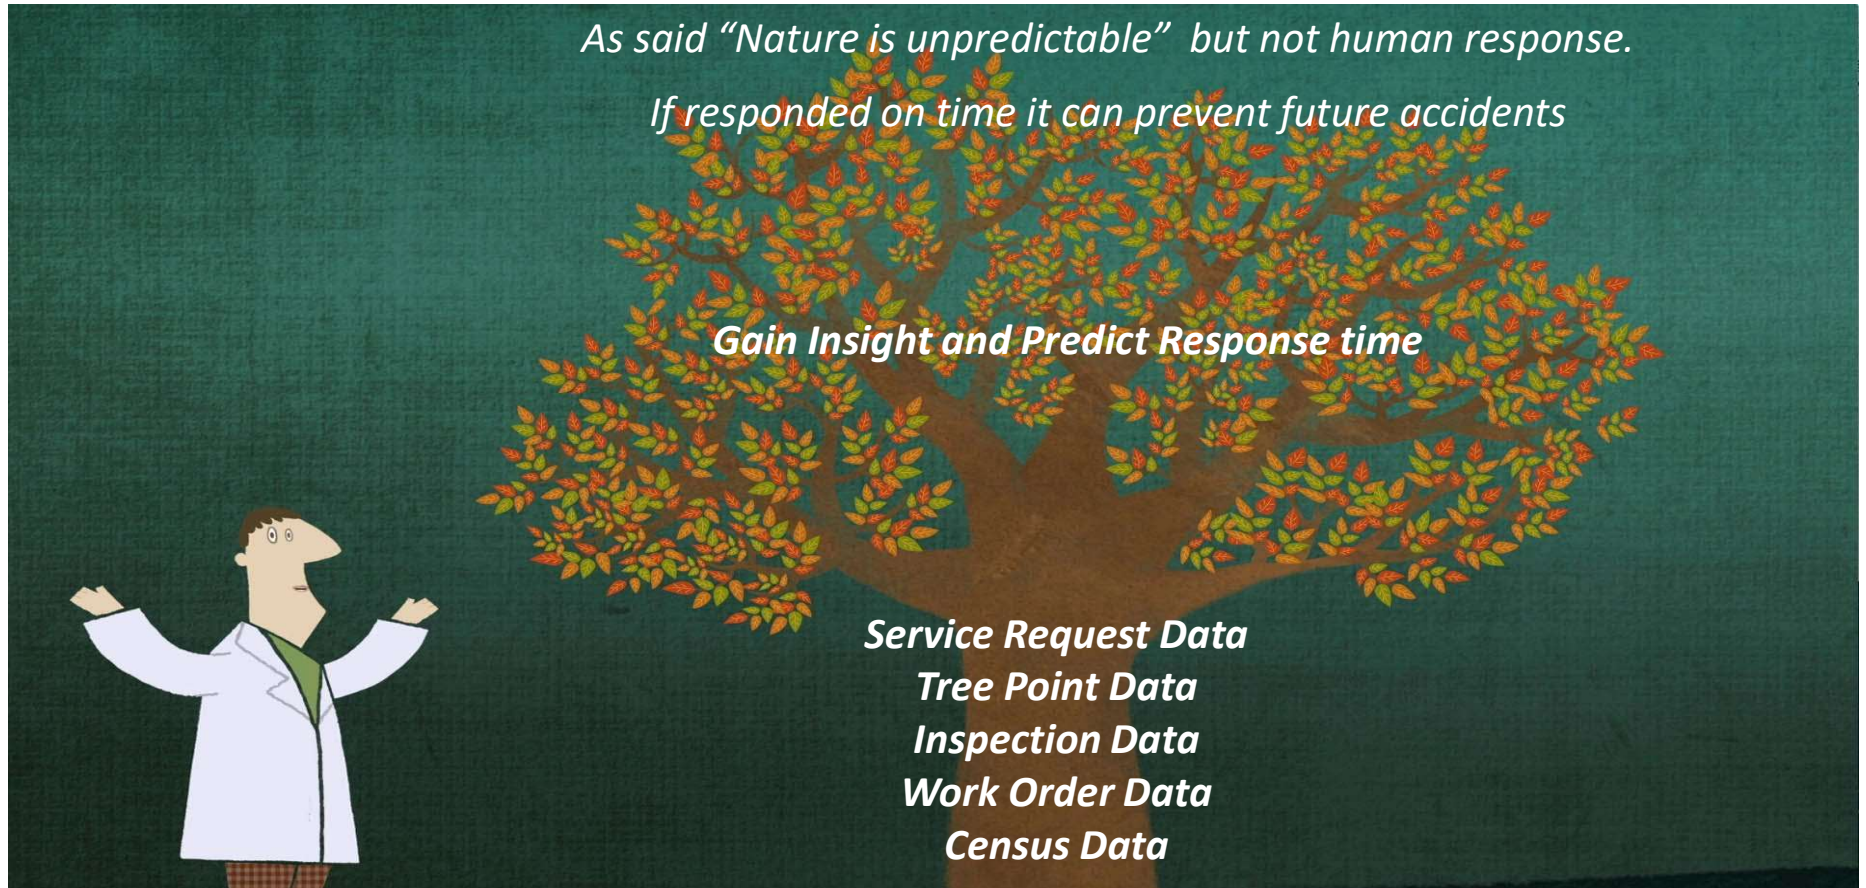 As said “Nature is unpredictable”  but not human response.
If responded on time it can prevent future accidents
Gain Insight and Predict Response time
Service Request Data
Tree Point Data
Inspection Data
Work Order Data
Census Data